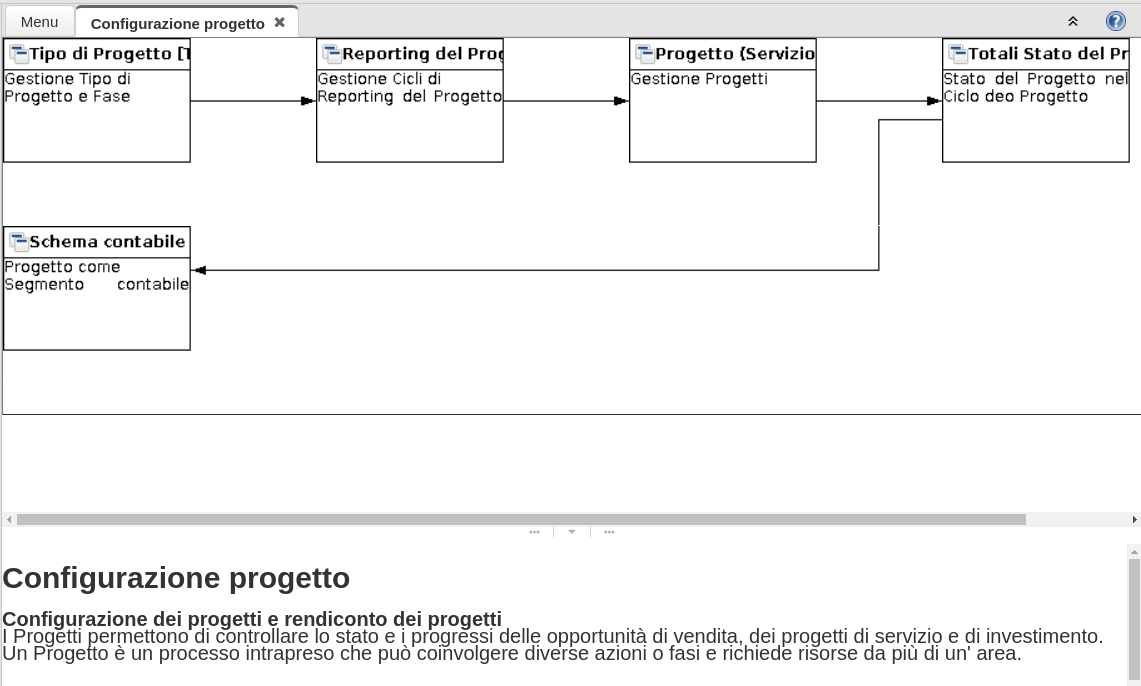 Menu
Configurazione progetto
Tipo di Progetto [
Gestione Tipo di
Progetto e Fase
Reporting del
Gestione Cicli di
Reporting del Progetto
Progetto (Servizio
Gestione Progetti
Totali Stato del
Stato del Progetto nel
Ciclo deo Progetto
Schema contabile
Progetto come
Segmento contabile
Configurazione progetto
Configurazione dei progetti e rendiconto dei progetti
I Progetti permettono di controllare lo stato e i progressi delle opportunità di vendita, dei progetti di servizio e di investimento.
Un Progetto è un processo intrapreso che può coinvolgere diverse azioni o fasi e richiede risorse da più di un' area.